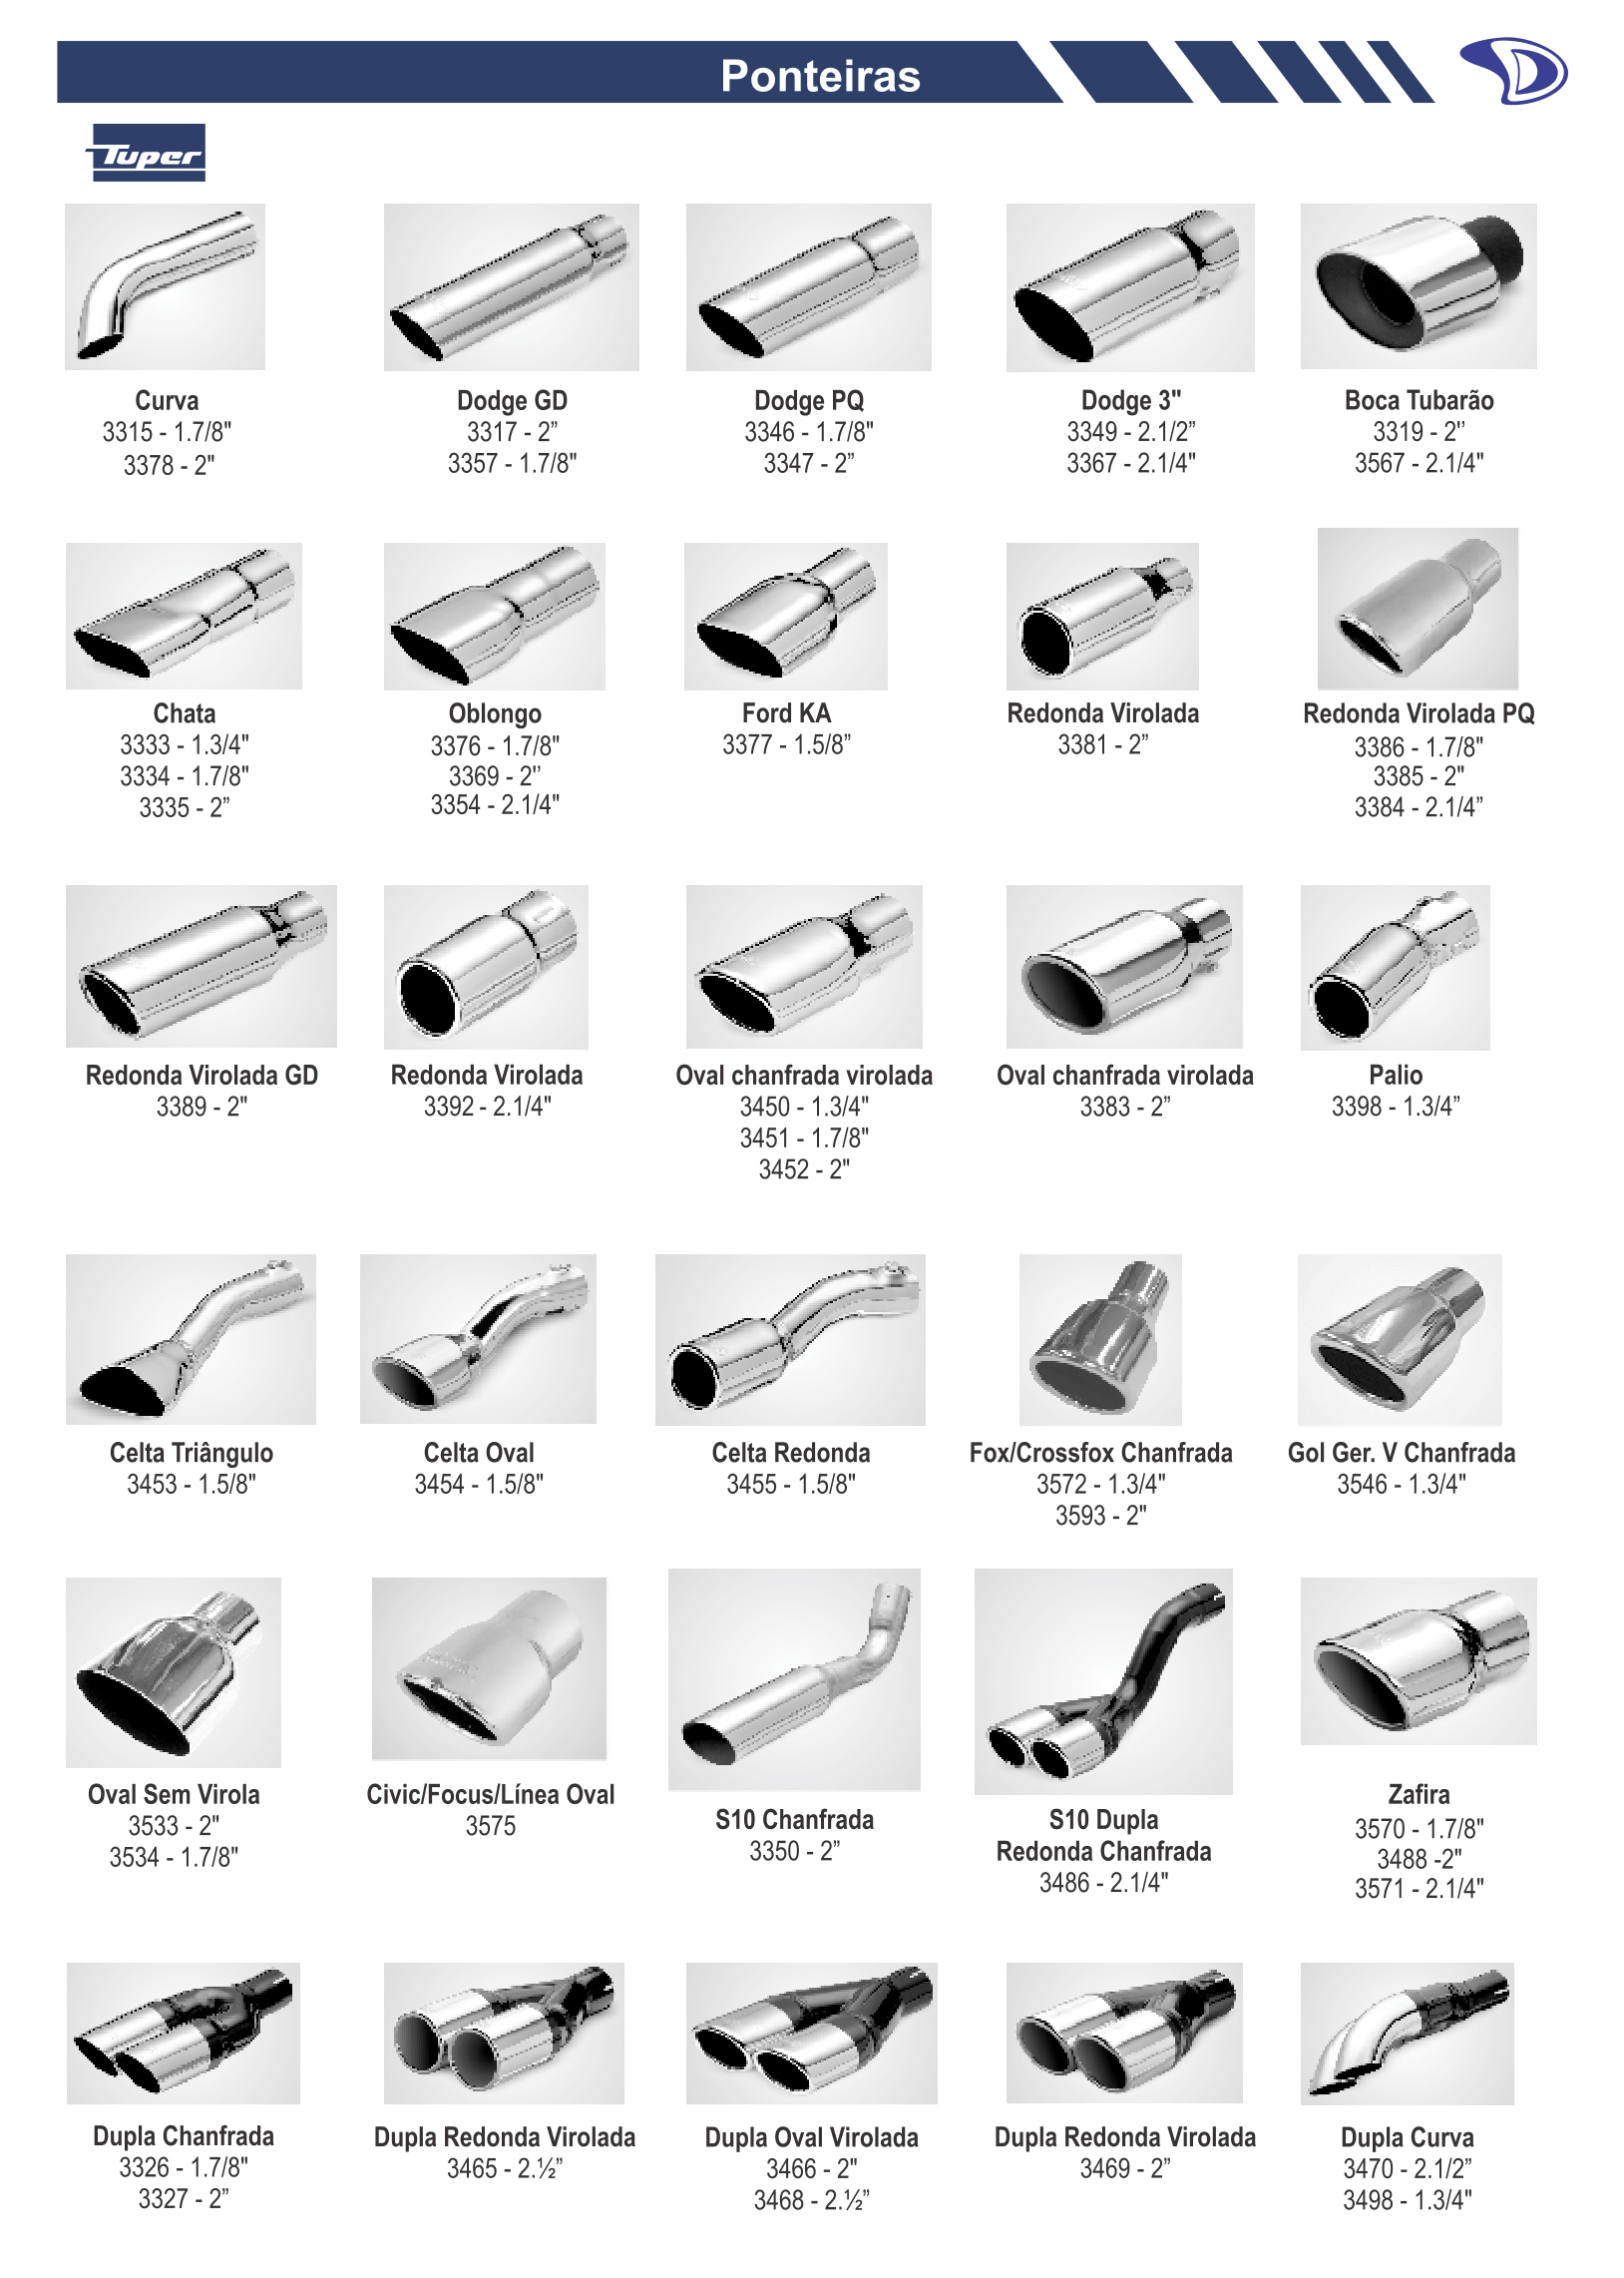 Ponteiras
Tuper
Curva
3315 - 1.7/8"
3378 - 2"
Dodge GD
3317 - 2”
3357 - 1.7/8"
Dodge PQ
3346 - 1.7/8"
3347 - 2”
Dodge 3"
3349 - 2.1/2”
3367 - 2.1/4"
Boca Tubarão
3319 - 2"
3567 - 2.1/4"
Chata
3333 - 1.3/4"
3334 - 1.7/8"
3335 - 2”
Oblongo
3376 - 1.7/8"
3369 - 2"
3354 - 2.1/4"
Ford KA
3377 - 1.5/8”
Redonda Virolada
3381 - 2”
Redonda Virolada PQ
3386 - 1.7/8"
3385 - 2"
3384 - 2.1/4”
Redonda Virolada GD
3389 - 2"
Redonda Virolada
3392 - 2.1/4"
Oval chanfrada virolada
3450 - 1.3/4"
3451 - 1.7/8"
3452 - 2"
Oval chanfrada virolada
3383 - 2”
Palio
3398 - 1.3/4”
Celta Triângulo
3453 - 1.5/8"
Celta Oval
3454 - 1.5/8"
Celta Redonda
3455 - 1.5/8"
Fox/Crossfox Chanfrada
3572 - 1.3/4"
3593 - 2"
Gol Ger. V Chanfrada
3546 - 1.3/4"
Oval Sem Virola
3533 - 2"
3534 - 1.7/8"
Civic/Focus/Línea Oval
3575
S10 Chanfrada
3350 - 2”
S10 Dupla
Redonda Chanfrada
3486 - 2.1/4"
Zafira
3570 - 1.7/8"
3488 -2"
3571 - 2.1/4"
Dupla Chanfrada
3326 - 1.7/8"
3327 - 2”
Dupla Redonda Virolada
3465 - 2.½”
Dupla Oval Virolada
3466 - 2"
3468 - 2.½”
Dupla Redonda Virolada
3469 - 2”
Dupla Curva
3470 - 2.1/2”
3498 - 1.3/4"